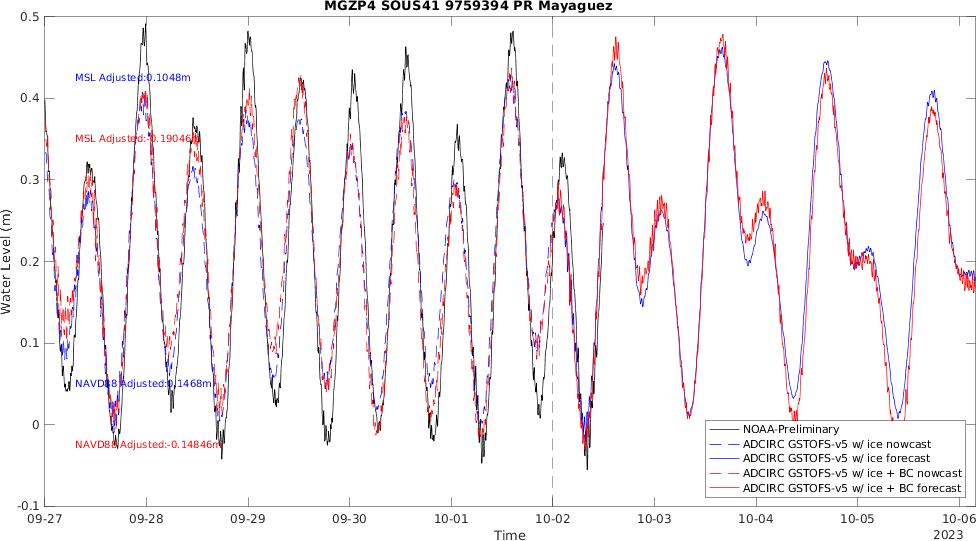 MGZP4 SOUS41 9759394 PR Mayaguez
0.5
MSL Adjusted:0.1048m
0.4
MSL Adjusted:-0.19046m
0.3
Water Level (m)
0.2
0.1
NAVD88 Adjusted:0.1468m
0
NAVD88 Adjusted:-0.14846m
NOAA-Preliminary
ADCIRC GSTOFS-v5 w/ ice nowcast
ADCIRC GSTOFS-v5 w/ ice forecast
ADCIRC GSTOFS-v5 w/ ice + BC nowcast
ADCIRC GSTOFS-v5 w/ ice + BC forecast
-0.1
09-27 09-28 09-29 09-30 10-01 10-02 10-03 10-04 10-05 10-06
Time
2023